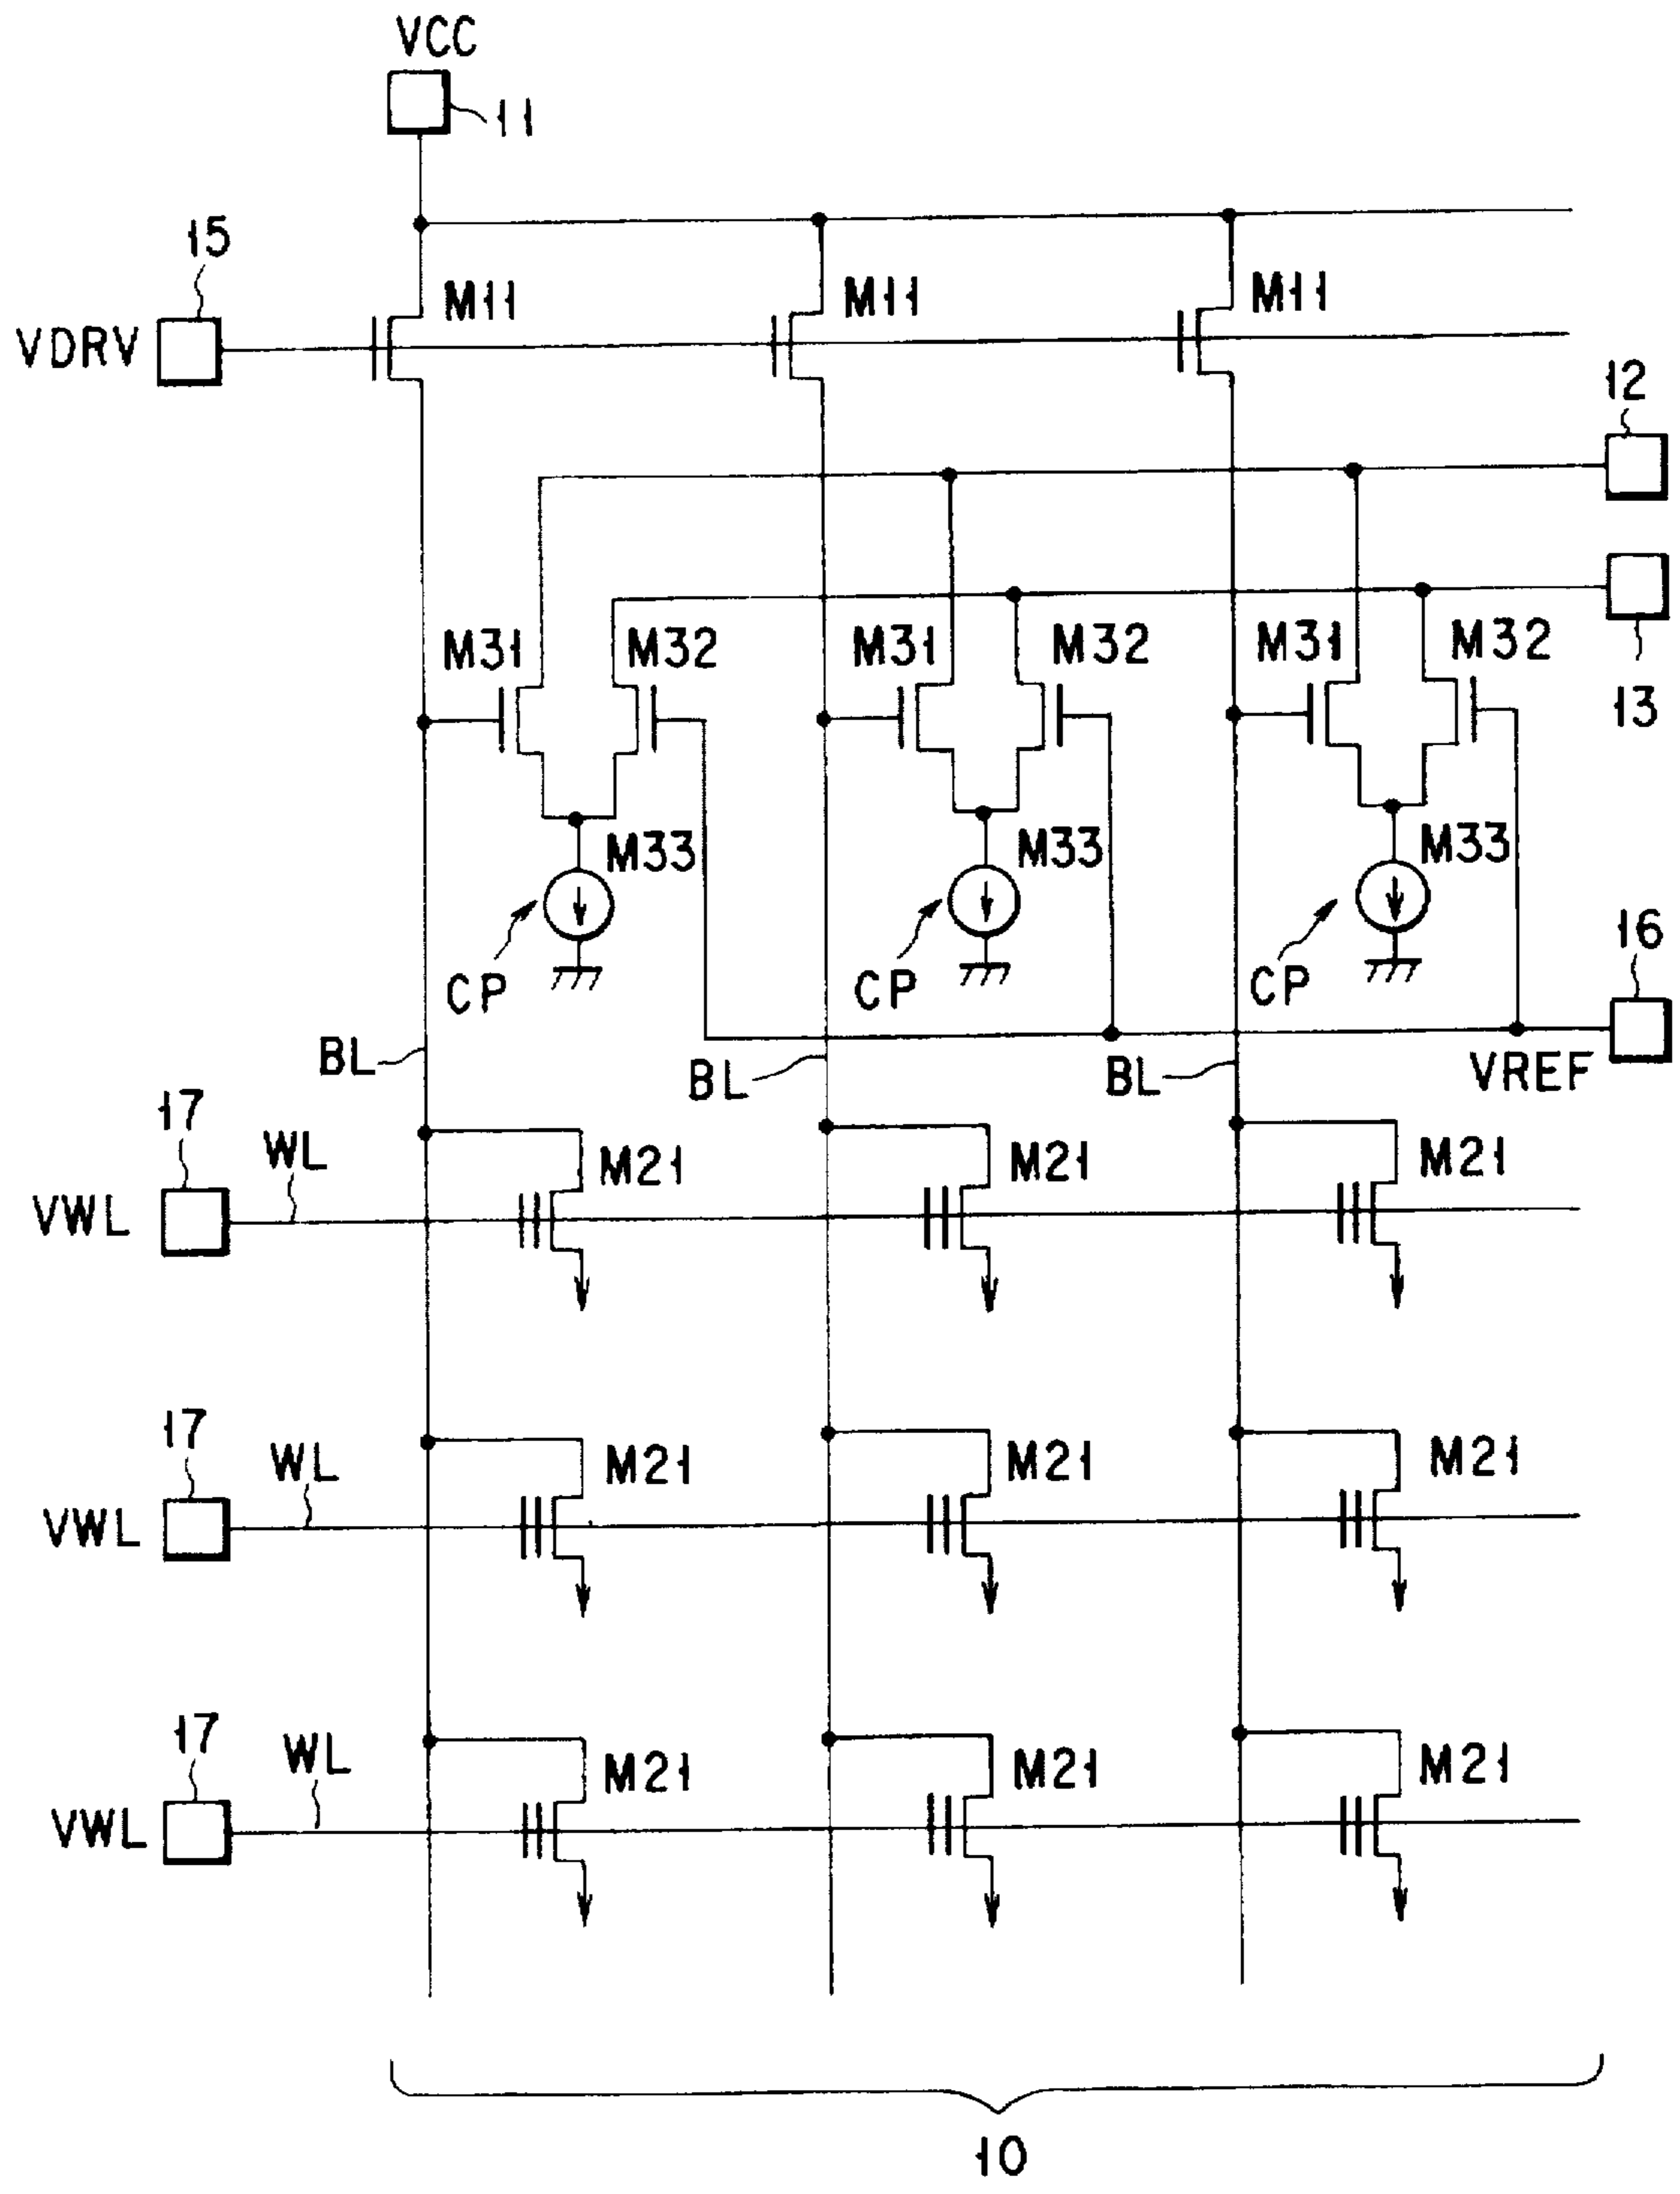 VCC
11
15
M11 M11 M11
VDRV
12
M31 M32 M31 M32 M31 M32
13
M33 M33 M33
16
CP CP CP
BL BL BL VREF
17
WL M21 M21 M21
VWL
17
WL M21 M21 M21
VWL
17
WL M21 M21 M21
VWL
10